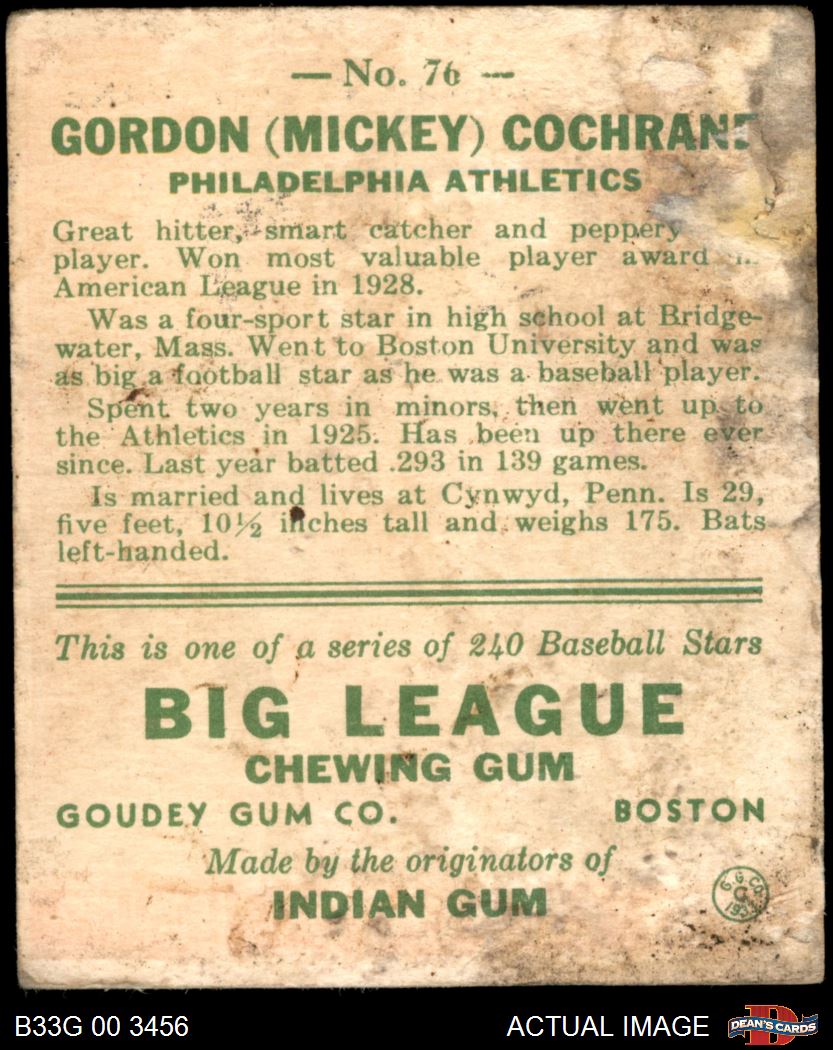 — No. 76 —
GORDON (MICKEY) COCHRANE
PHILADELPHIA ATHLETICS
Great hitter, smart catcher and peppery
player. Won most valuable player award
American League in 1928.
Was a four-sport star in high school at Bridge-
water, Mass. Went to Boston University and was
as big a football star as he was a baseball player.
Spent two years in minors, then went up to
the Athletics in 1925. Has been up there ever
since. Last year batted .293 in 139 games.
Is married and lives at Cynwyd, Penn. Is 29,
five feet, 10½ inches tall and weighs 175. Bats
left-handed.
This is one of a series of 240 Baseball Stars
BIG LEAGUE
CHEWING GUM
GOUDEY GUM CO. BOSTON
Made by the originators of
INDIAN GUM
G.G.CO.
C
B33G 00 3456 ACTUAL IMAGE
D
DEAN'S CARDS